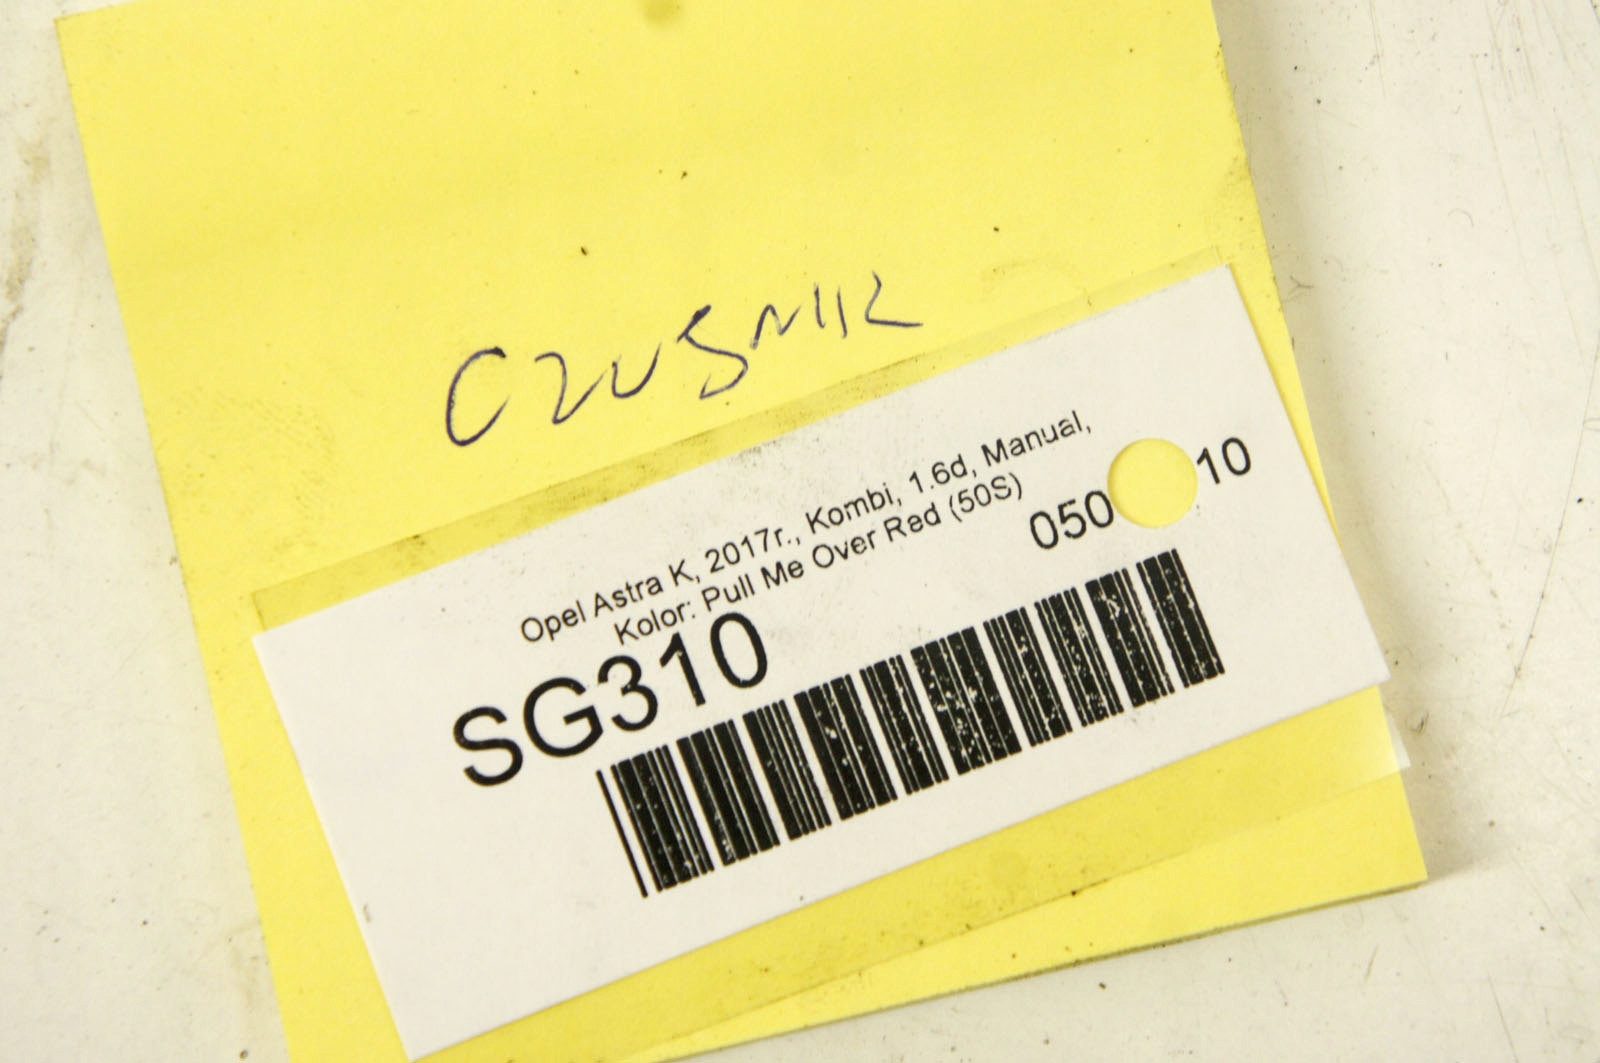 CZUJNIK
Opel Astra K, 2017r., Kombi, 1.6d, Manual,
Kolor: Pull Me Over Red (50S)
050 10
SG310